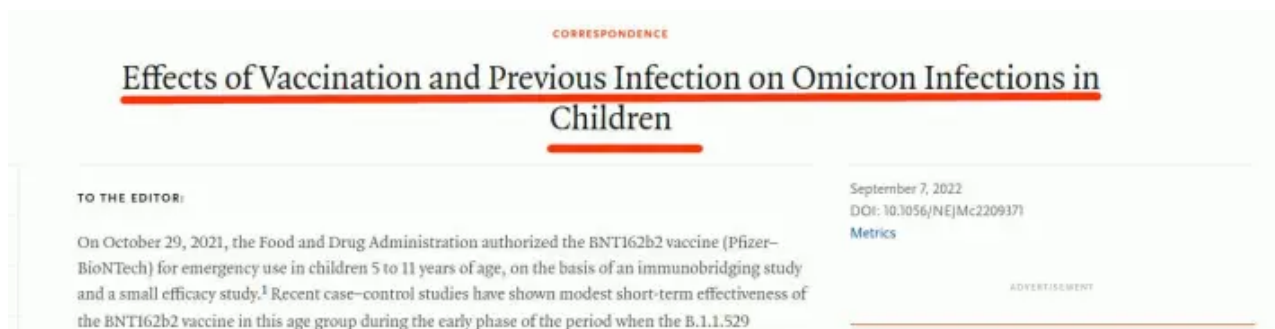 CORRESPONDENCE
Effects of Vaccination and Previous Infection on Omicron Infections in
Children
TO THE EDITOR:
On October 29, 2021, the Food and Drug Administration authorized the BNT162b2 vaccine (Pfizer–
BioNTech) for emergency use in children 5 to 11 years of age, on the basis of an immunobridging study
and a small efficacy study.1 Recent case–control studies have shown modest short-term effectiveness of
the BNT162b2 vaccine in this age group during the early phase of the period when the B.1.1.529
September 7, 2022
DOI: 10.1056/NEJMc2209371
Metrics
ADVERTISEMENT